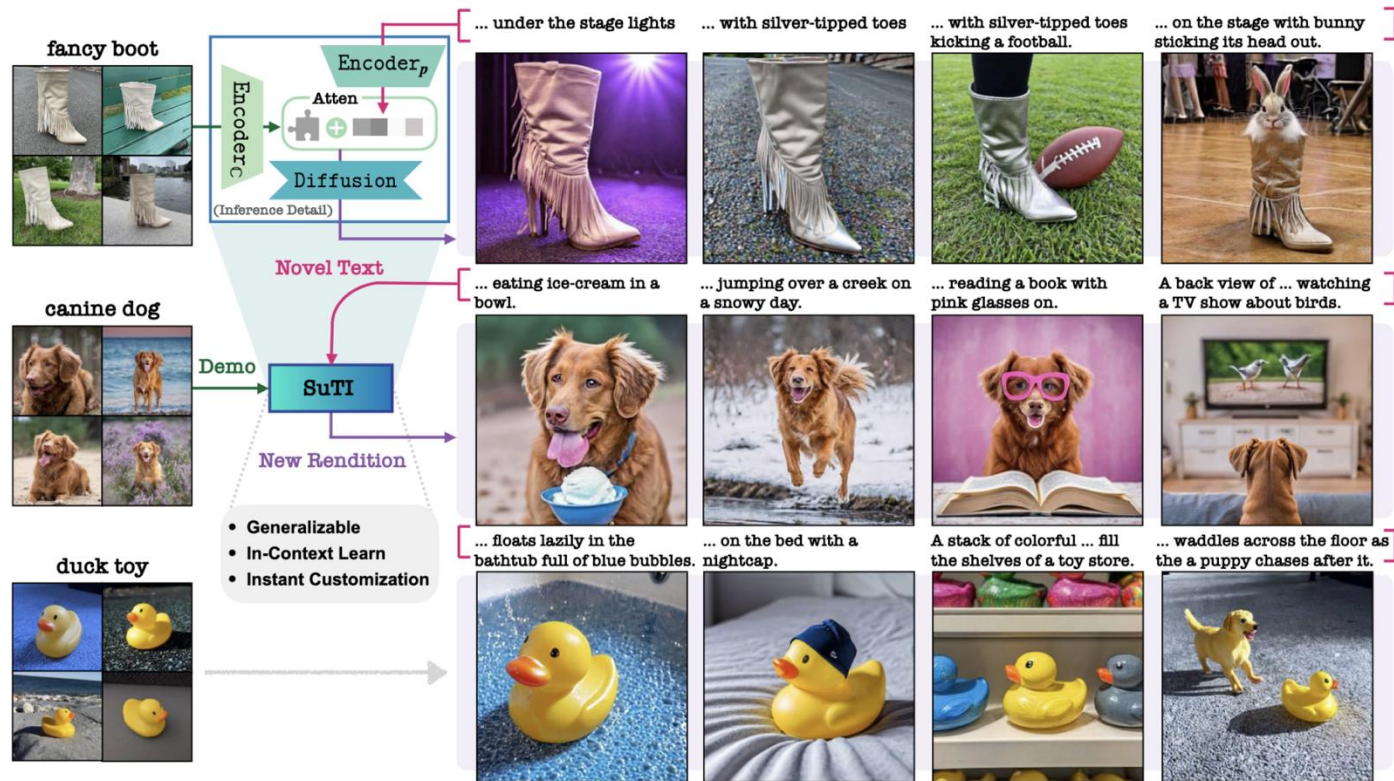 fancy boot
Encoderp
EncoderC
Atten
Diffusion
(Inference Detail)
... under the stage lights
... with silver-tipped toes
... with silver-tipped toes
kicking a football.
... on the stage with bunny
sticking its head out.
Novel Text
canine dog
Demo
SuTI
New Rendition
... eating ice-cream in a
bowl.
... jumping over a creek on
a snowy day.
... reading a book with
pink glasses on.
A back view of ... watching
a TV show about birds.
• Generalizable
• In-Context Learn
• Instant Customization
duck toy
... floats lazily in the
bathtub full of blue bubbles.
... on the bed with a
nightcap.
A stack of colorful ... fill
the shelves of a toy store.
... waddles across the floor as
the a puppy chases after it.